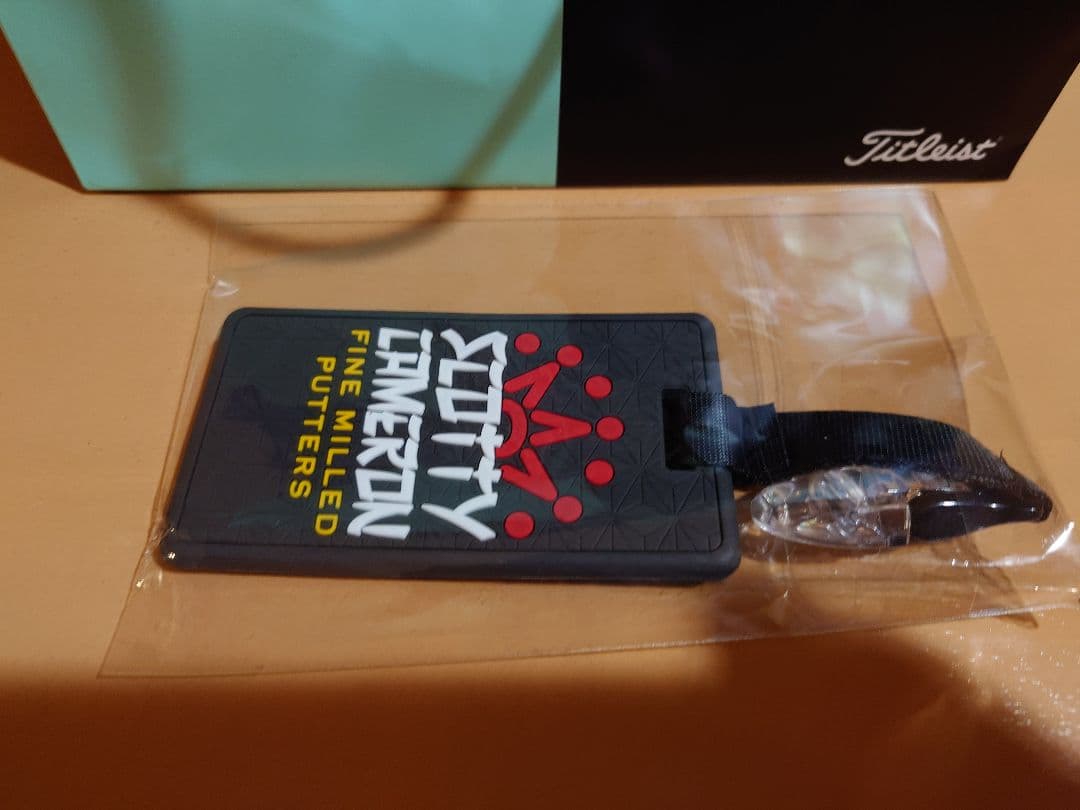 Titleist
SCOTTY
CAMERON
FINE MILLED
PUTTERS